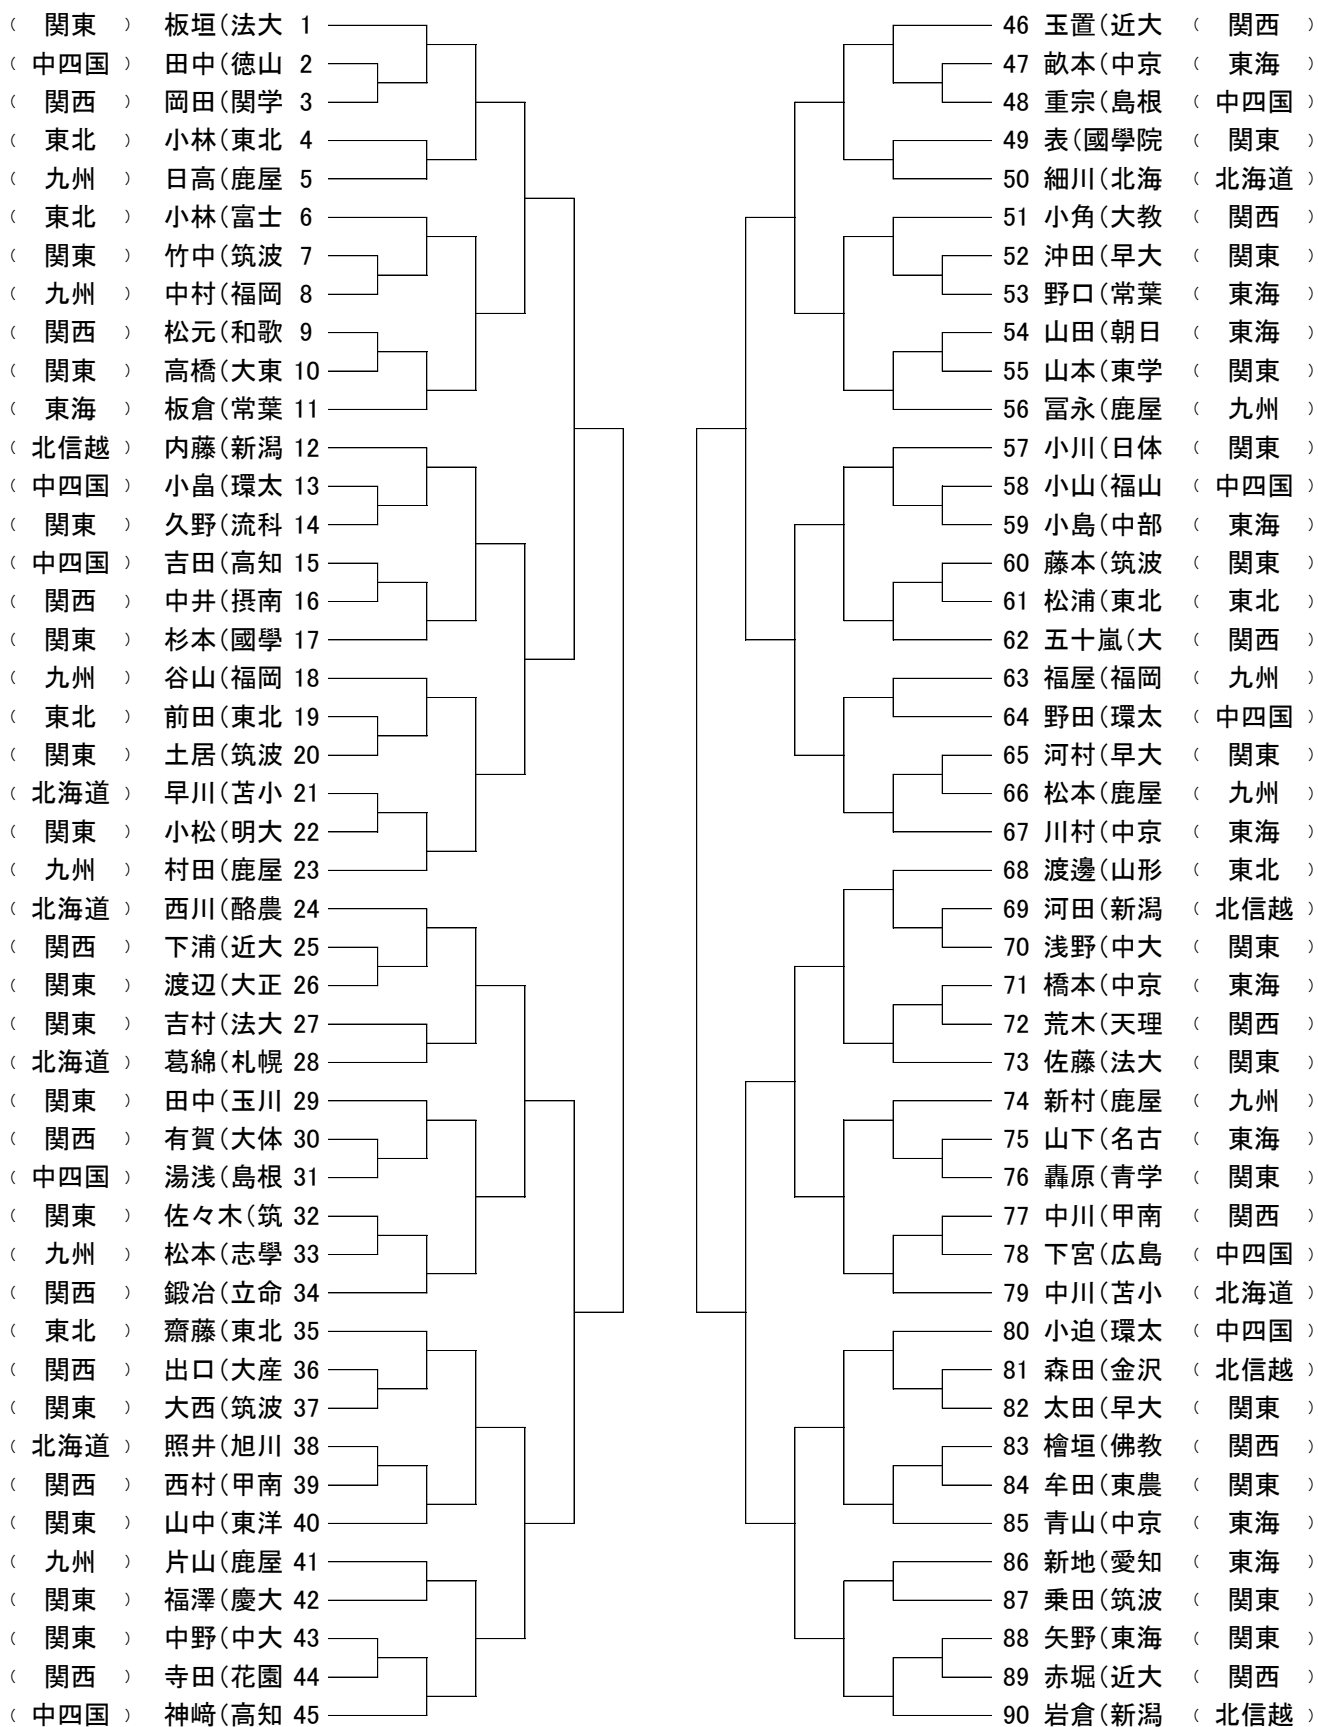 （ 関東 ） 板垣(法大 1
（ 中四国 ） 田中(徳山 2
（ 関西 ） 岡田(関学 3
（ 東北 ） 小林(東北 4
（ 九州 ） 日高(鹿屋 5
（ 東北 ） 小林(富士 6
（ 関東 ） 竹中(筑波 7
（ 九州 ） 中村(福岡 8
（ 関西 ） 松元(和歌 9
（ 関東 ） 高橋(大東 10
（ 東海 ） 板倉(常葉 11
（ 北信越 ） 内藤(新潟 12
（ 中四国 ） 小畠(環太 13
（ 関東 ） 久野(流科 14
（ 中四国 ） 吉田(高知 15
（ 関西 ） 中井(摂南 16
（ 関東 ） 杉本(國學 17
（ 九州 ） 谷山(福岡 18
（ 東北 ） 前田(東北 19
（ 関東 ） 土居(筑波 20
（ 北海道 ） 早川(苫小 21
（ 関東 ） 小松(明大 22
（ 九州 ） 村田(鹿屋 23
（ 北海道 ） 西川(酪農 24
（ 関西 ） 下浦(近大 25
（ 関東 ） 渡辺(大正 26
（ 関東 ） 吉村(法大 27
（ 北海道 ） 葛綿(札幌 28
（ 関東 ） 田中(玉川 29
（ 関西 ） 有賀(大体 30
（ 中四国 ） 湯浅(島根 31
（ 関東 ） 佐々木(筑 32
（ 九州 ） 松本(志學 33
（ 関西 ） 鍛冶(立命 34
（ 東北 ） 齋藤(東北 35
（ 関西 ） 出口(大産 36
（ 関東 ） 大西(筑波 37
（ 北海道 ） 照井(旭川 38
（ 関西 ） 西村(甲南 39
（ 関東 ） 山中(東洋 40
（ 九州 ） 片山(鹿屋 41
（ 関東 ） 福澤(慶大 42
（ 関東 ） 中野(中大 43
（ 関西 ） 寺田(花園 44
（ 中四国 ） 神﨑(高知 45
46 玉置(近大 （ 関西 ）
47 畝本(中京 （ 東海 ）
48 重宗(島根 （ 中四国 ）
49 表(國學院 （ 関東 ）
50 細川(北海 （ 北海道 ）
51 小角(大教 （ 関西 ）
52 沖田(早大 （ 関東 ）
53 野口(常葉 （ 東海 ）
54 山田(朝日 （ 東海 ）
55 山本(東学 （ 関東 ）
56 冨永(鹿屋 （ 九州 ）
57 小川(日体 （ 関東 ）
58 小山(福山 （ 中四国 ）
59 小島(中部 （ 東海 ）
60 藤本(筑波 （ 関東 ）
61 松浦(東北 （ 東北 ）
62 五十嵐(大 （ 関西 ）
63 福屋(福岡 （ 九州 ）
64 野田(環太 （ 中四国 ）
65 河村(早大 （ 関東 ）
66 松本(鹿屋 （ 九州 ）
67 川村(中京 （ 東海 ）
68 渡邊(山形 （ 東北 ）
69 河田(新潟 （ 北信越 ）
70 浅野(中大 （ 関東 ）
71 橋本(中京 （ 東海 ）
72 荒木(天理 （ 関西 ）
73 佐藤(法大 （ 関東 ）
74 新村(鹿屋 （ 九州 ）
75 山下(名古 （ 東海 ）
76 轟原(青学 （ 関東 ）
77 中川(甲南 （ 関西 ）
78 下宮(広島 （ 中四国 ）
79 中川(苫小 （ 北海道 ）
80 小迫(環太 （ 中四国 ）
81 森田(金沢 （ 北信越 ）
82 太田(早大 （ 関東 ）
83 檜垣(佛教 （ 関西 ）
84 牟田(東農 （ 関東 ）
85 青山(中京 （ 東海 ）
86 新地(愛知 （ 東海 ）
87 乗田(筑波 （ 関東 ）
88 矢野(東海 （ 関東 ）
89 赤堀(近大 （ 関西 ）
90 岩倉(新潟 （ 北信越 ）